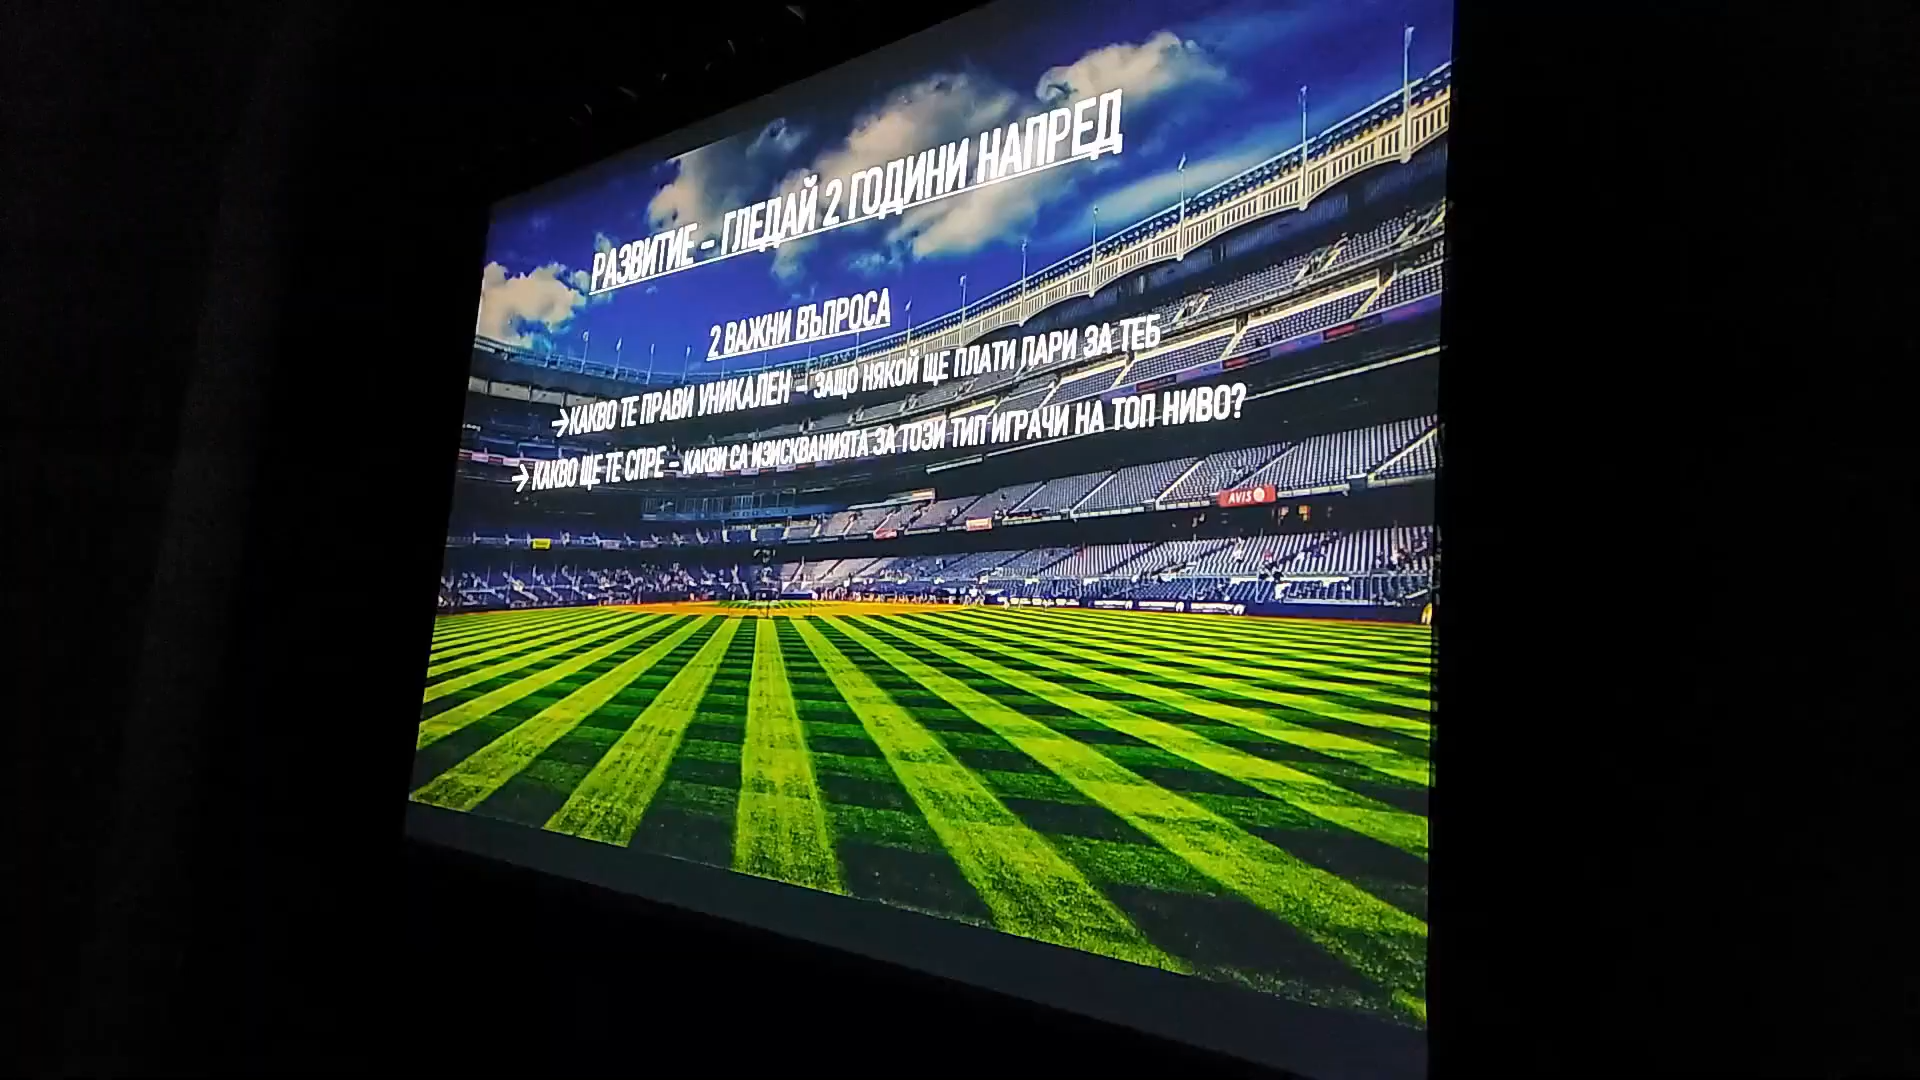 РАЗВИТИЕ - ГЛЕДАЙ 2 ГОДИНИ НАПРЕД
2 ВАЖНИ ВЪПРОСА
→КАКВО ТЕ ПРАВИ УНИКАЛЕН - ЗАЩО НЯКОЙ ЩЕ ПЛАТИ ПАРИ ЗА ТЕБ
→КАКВО ЩЕ ТЕ СПРЕ - КАКВИ СА ИЗИСКВАНИЯТА ЗА ТОЗИ ТИП ИГРАЧИ НА ТОП НИВО?
AVIS